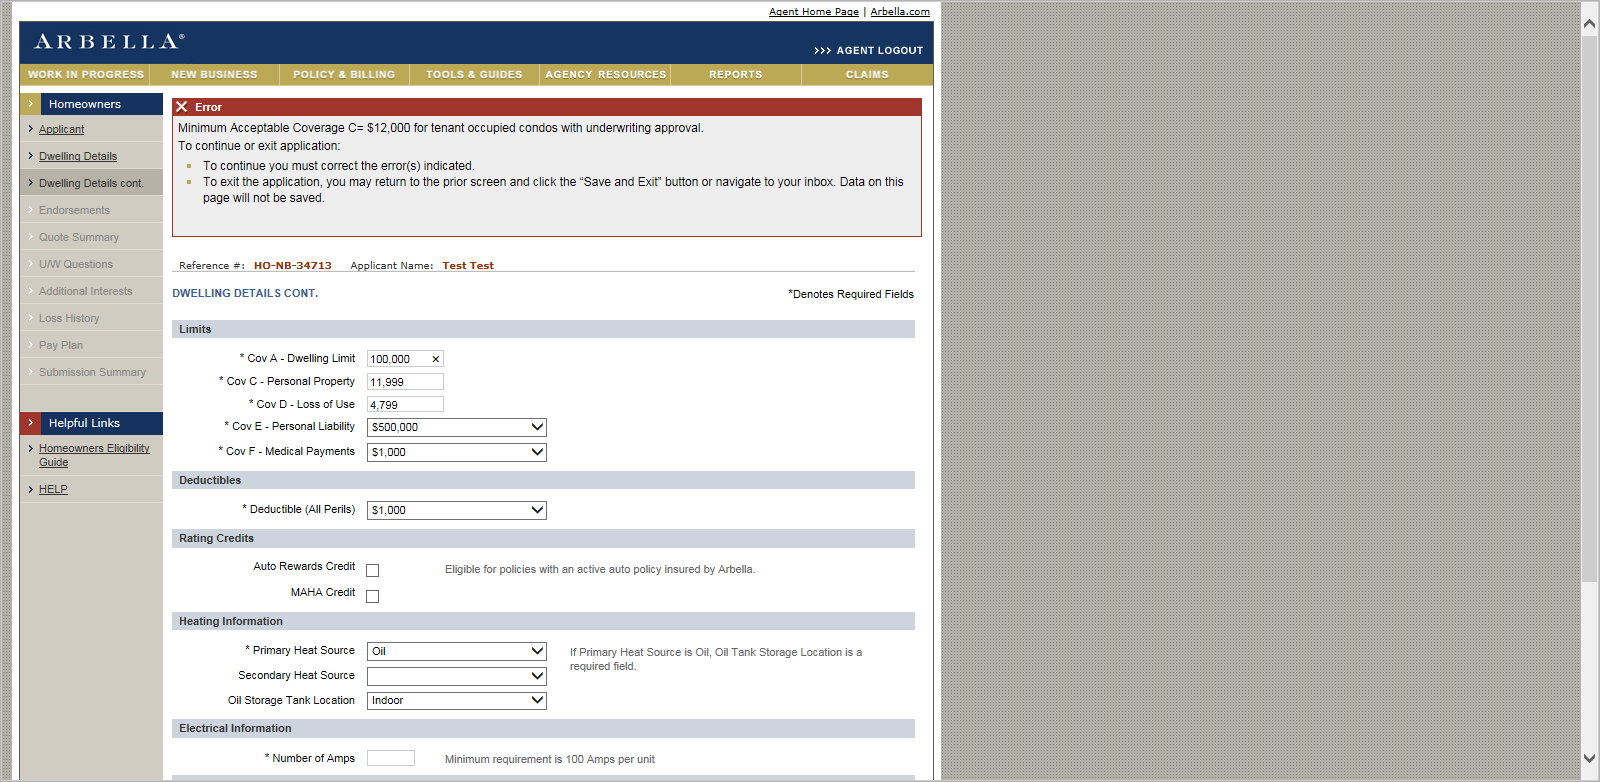 Agent Home Page | Arbella.com
ARBELLA®
>>> AGENT LOGOUT
WORK IN PROGRESS NEW BUSINESS POLICY & BILLING TOOLS & GUIDES AGENCY RESOURCES REPORTS CLAIMS
Homeowners
Applicant
Dwelling Details
Dwelling Details cont.
Endorsements
Quote Summary
U/W Questions
Additional Interests
Loss History
Pay Plan
Submission Summary
Helpful Links
Homeowners Eligibility
Guide
HELP
Error
Minimum Acceptable Coverage C= $12,000 for tenant occupied condos with underwriting approval.
To continue or exit application:
To continue you must correct the error(s) indicated.
To exit the application, you may return to the prior screen and click the “Save and Exit” button or navigate to your inbox. Data on this
page will not be saved.
Reference #: HO-NB-34713 Applicant Name: Test Test
DWELLING DETAILS CONT.
*Denotes Required Fields
Limits
* Cov A - Dwelling Limit 100,000
* Cov C - Personal Property 11,999
* Cov D - Loss of Use 4,799
* Cov E - Personal Liability $500,000
* Cov F - Medical Payments $1,000
Deductibles
* Deductible (All Perils) $1,000
Rating Credits
Auto Rewards Credit Eligible for policies with an active auto policy insured by Arbella.
MAHA Credit
Heating Information
* Primary Heat Source Oil If Primary Heat Source is Oil, Oil Tank Storage Location is a
required field.
Secondary Heat Source
Oil Storage Tank Location Indoor
Electrical Information
* Number of Amps Minimum requirement is 100 Amps per unit